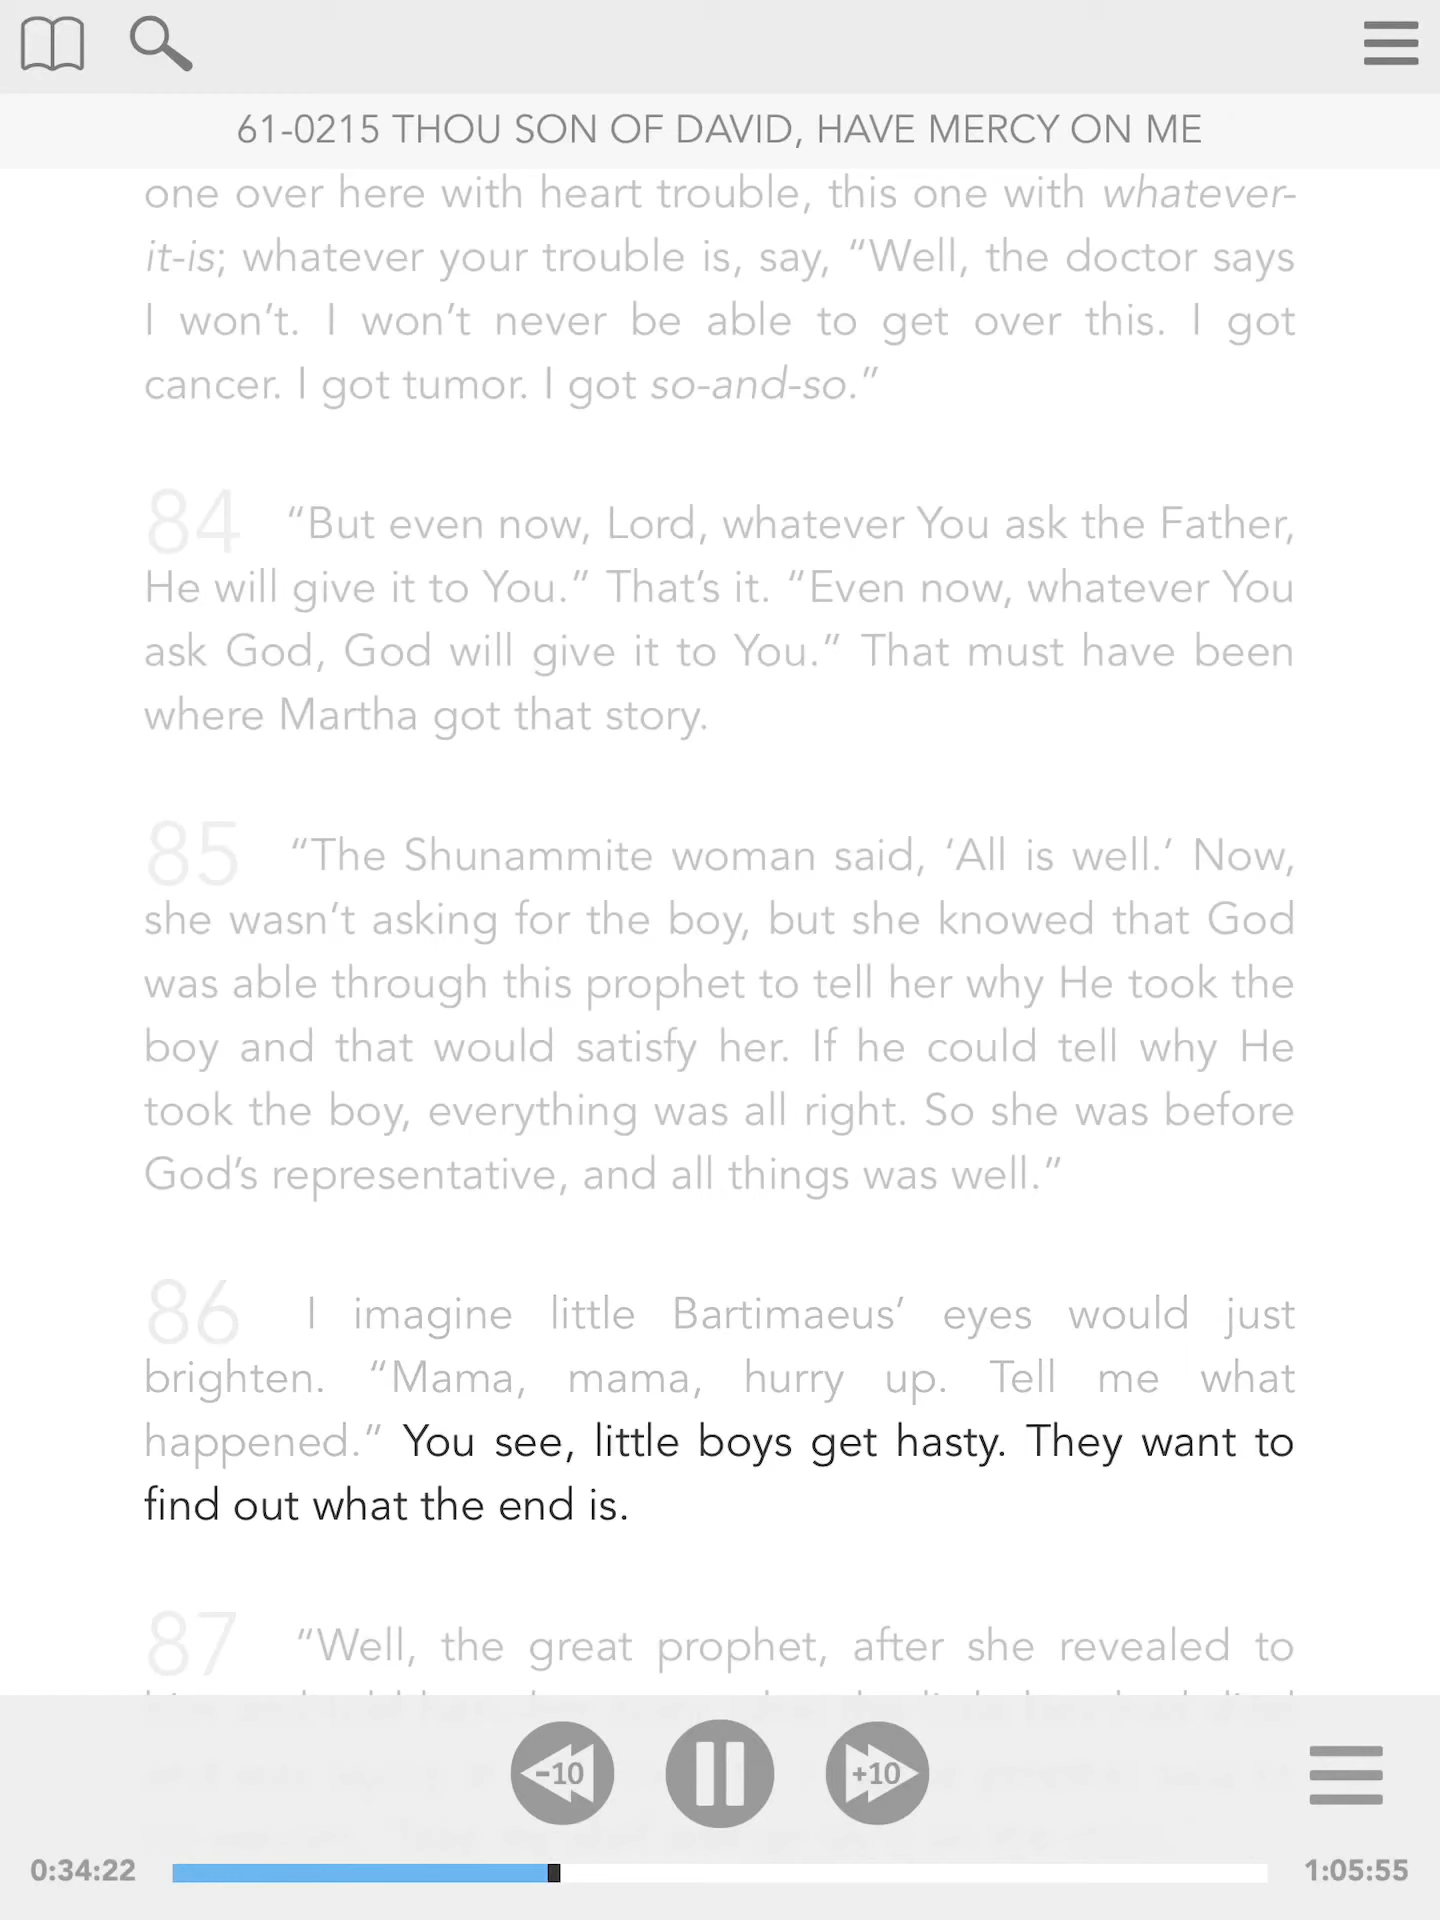 61-0215 THOU SON OF DAVID, HAVE MERCY ON ME
one over here with heart trouble, this one with whatever-
it-is; whatever your trouble is, say, “Well, the doctor says
I won’t. I won’t never be able to get over this. I got
cancer. I got tumor. I got so-and-so.”
84 “But even now, Lord, whatever You ask the Father,
He will give it to You.” That’s it. “Even now, whatever You
ask God, God will give it to You.” That must have been
where Martha got that story.
85 “The Shunammite woman said, ‘All is well.’ Now,
she wasn’t asking for the boy, but she knowed that God
was able through this prophet to tell her why He took the
boy and that would satisfy her. If he could tell why He
took the boy, everything was all right. So she was before
God’s representative, and all things was well.”
86 I imagine little Bartimaeus’ eyes would just
brighten. “Mama, mama, hurry up. Tell me what
happened.” You see, little boys get hasty. They want to
find out what the end is.
87 “Well, the great prophet, after she revealed to
-10 +10
0:34:22 1:05:55